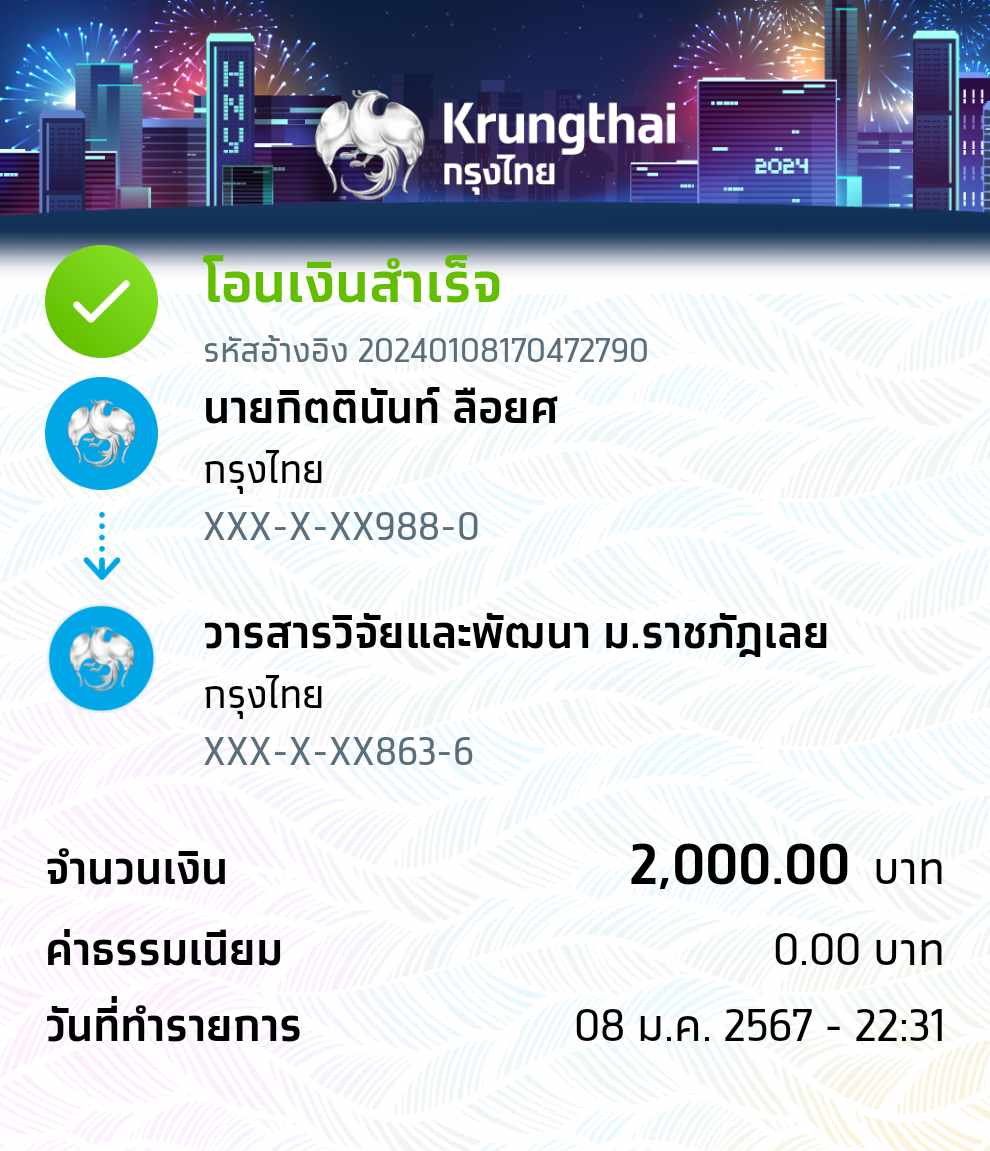 HNY
Krungthai
กรุงไทย
2024
โอนเงินสำเร็จ
รหัสอ้างอิง 20240108170472790
นายกิตตินันท์ ลือยศ
กรุงไทย
XXX-X-XX988-0
วารสารวิจัยและพัฒนา ม.ราชภัฏเลย
กรุงไทย
XXX-X-XX863-6
จำนวนเงิน 2,000.00 บาท
ค่าธรรมเนียม 0.00 บาท
วันที่ทำรายการ 08 ม.ค. 2567 - 22:31